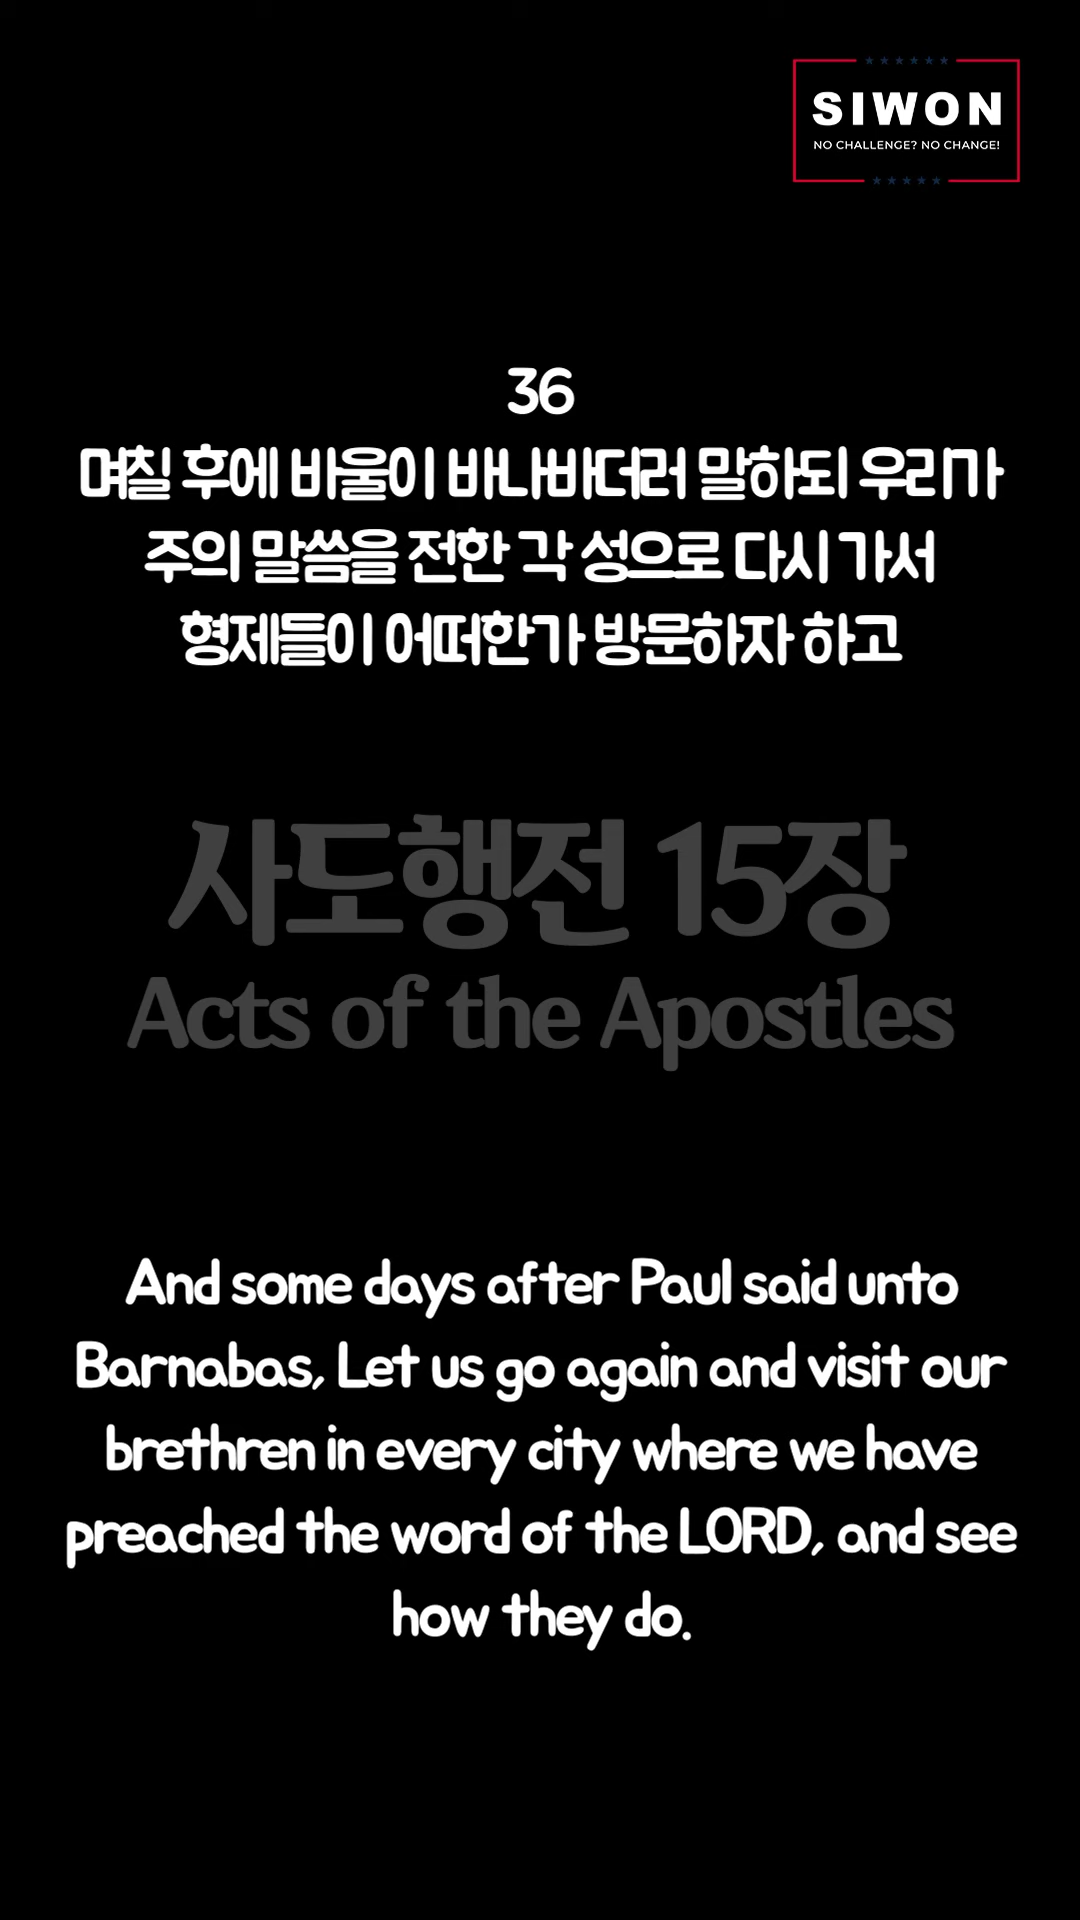 SIWON
NO CHALLENGE? NO CHANGE!
36
며칠 후에 바울이 바나바더러 말하되 우리가
주의 말씀을 전한 각 성으로 다시 가서
형제들이 어떠한가 방문하자 하고
사도행전 15장
Acts of the Apostles
And some days after Paul said unto
Barnabas, Let us go again and visit our
brethren in every city where we have
preached the word of the LORD, and see
how they do.